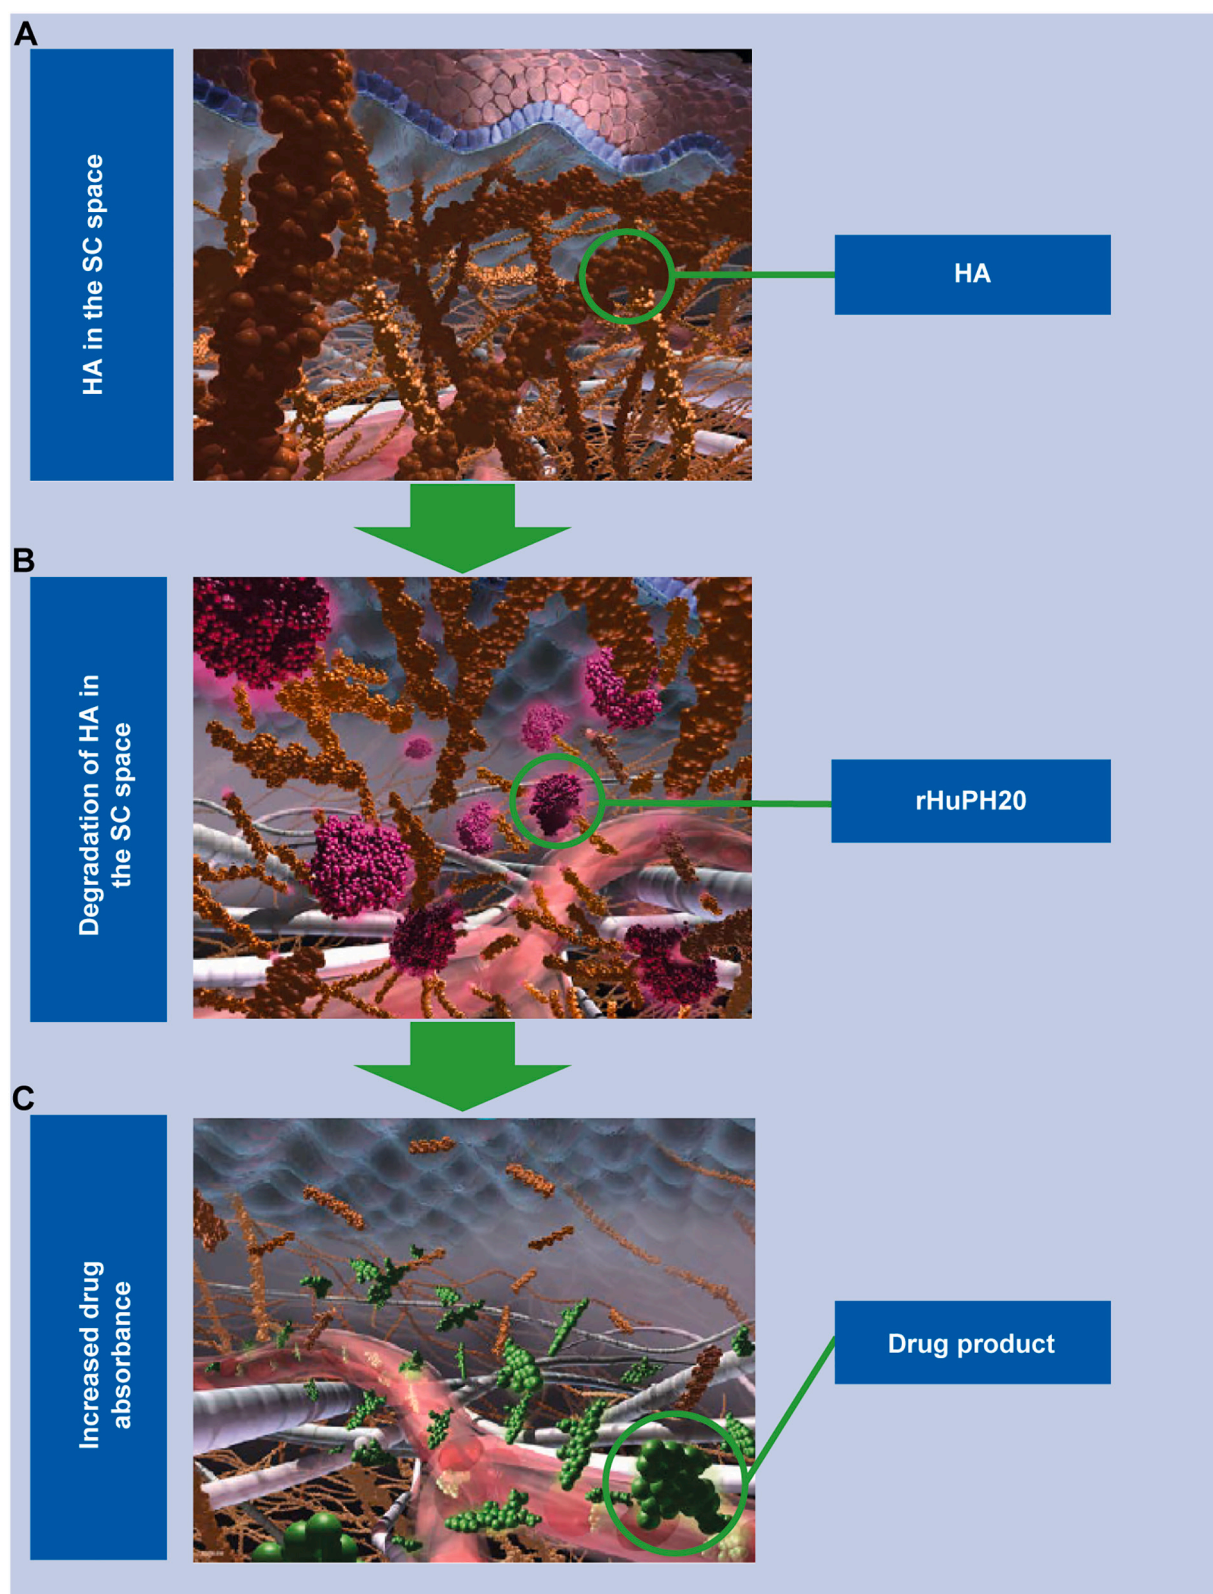 A
HA in the SC space
HA
B
Degradation of HA in
the SC space
rHuPH20
C
Increased drug
absorbance
Drug product